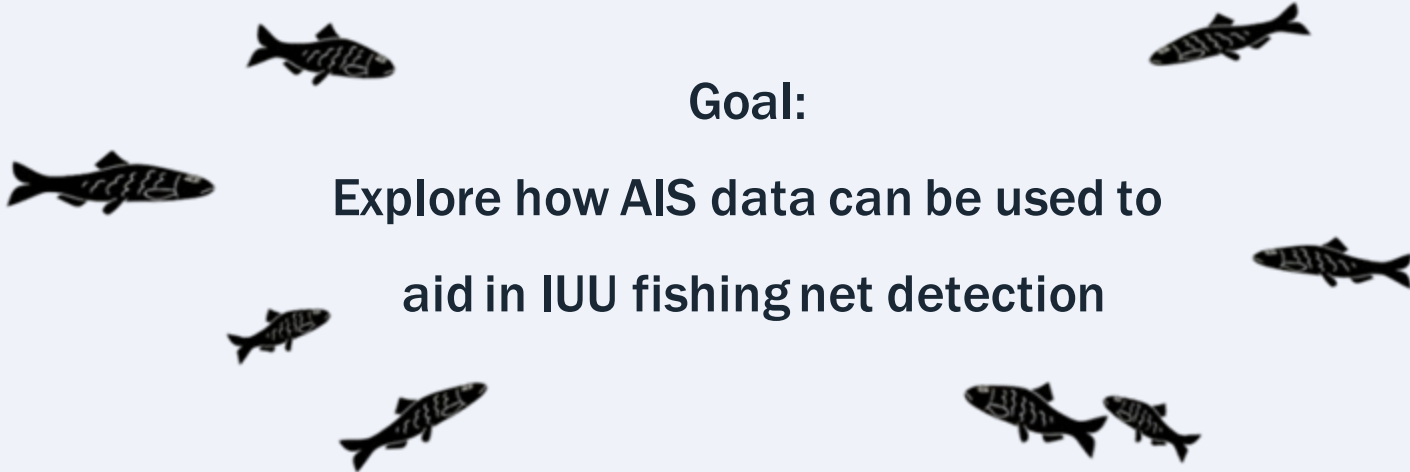 Goal:
Explore how AIS data can be used to
aid in IUU fishing net detection